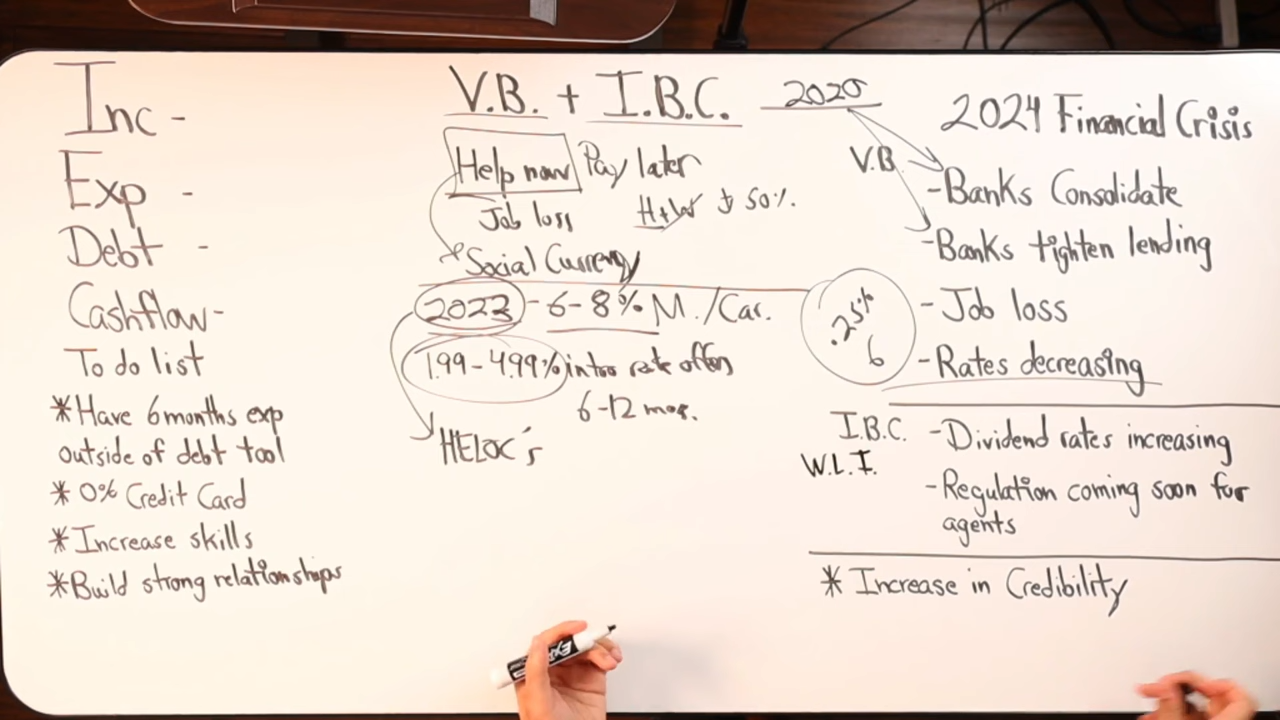 Inc -
Exp -
Debt -
Cashflow-
To do list
*Have 6 months exp
outside of debt tool
* 0% Credit Card
*Increase skills
*Build strong relationships
V.B. + I.B.C.
Help now Pay later
Job loss H+W ↓ 50%.
Social Currency
2023 - 6-8% M./Car.
1.99-4.99% intro rate offers
6-12 mos.
HELOC's
2020
V.B.
2024 Financial Crisis
-Banks Consolidate
-Banks tighten lending
- Job loss
-Rates decreasing
.25%
6
I.B.C. -Dividend rates increasing
W.L.I.
-Regulation coming soon for
agents
* Increase in Credibility